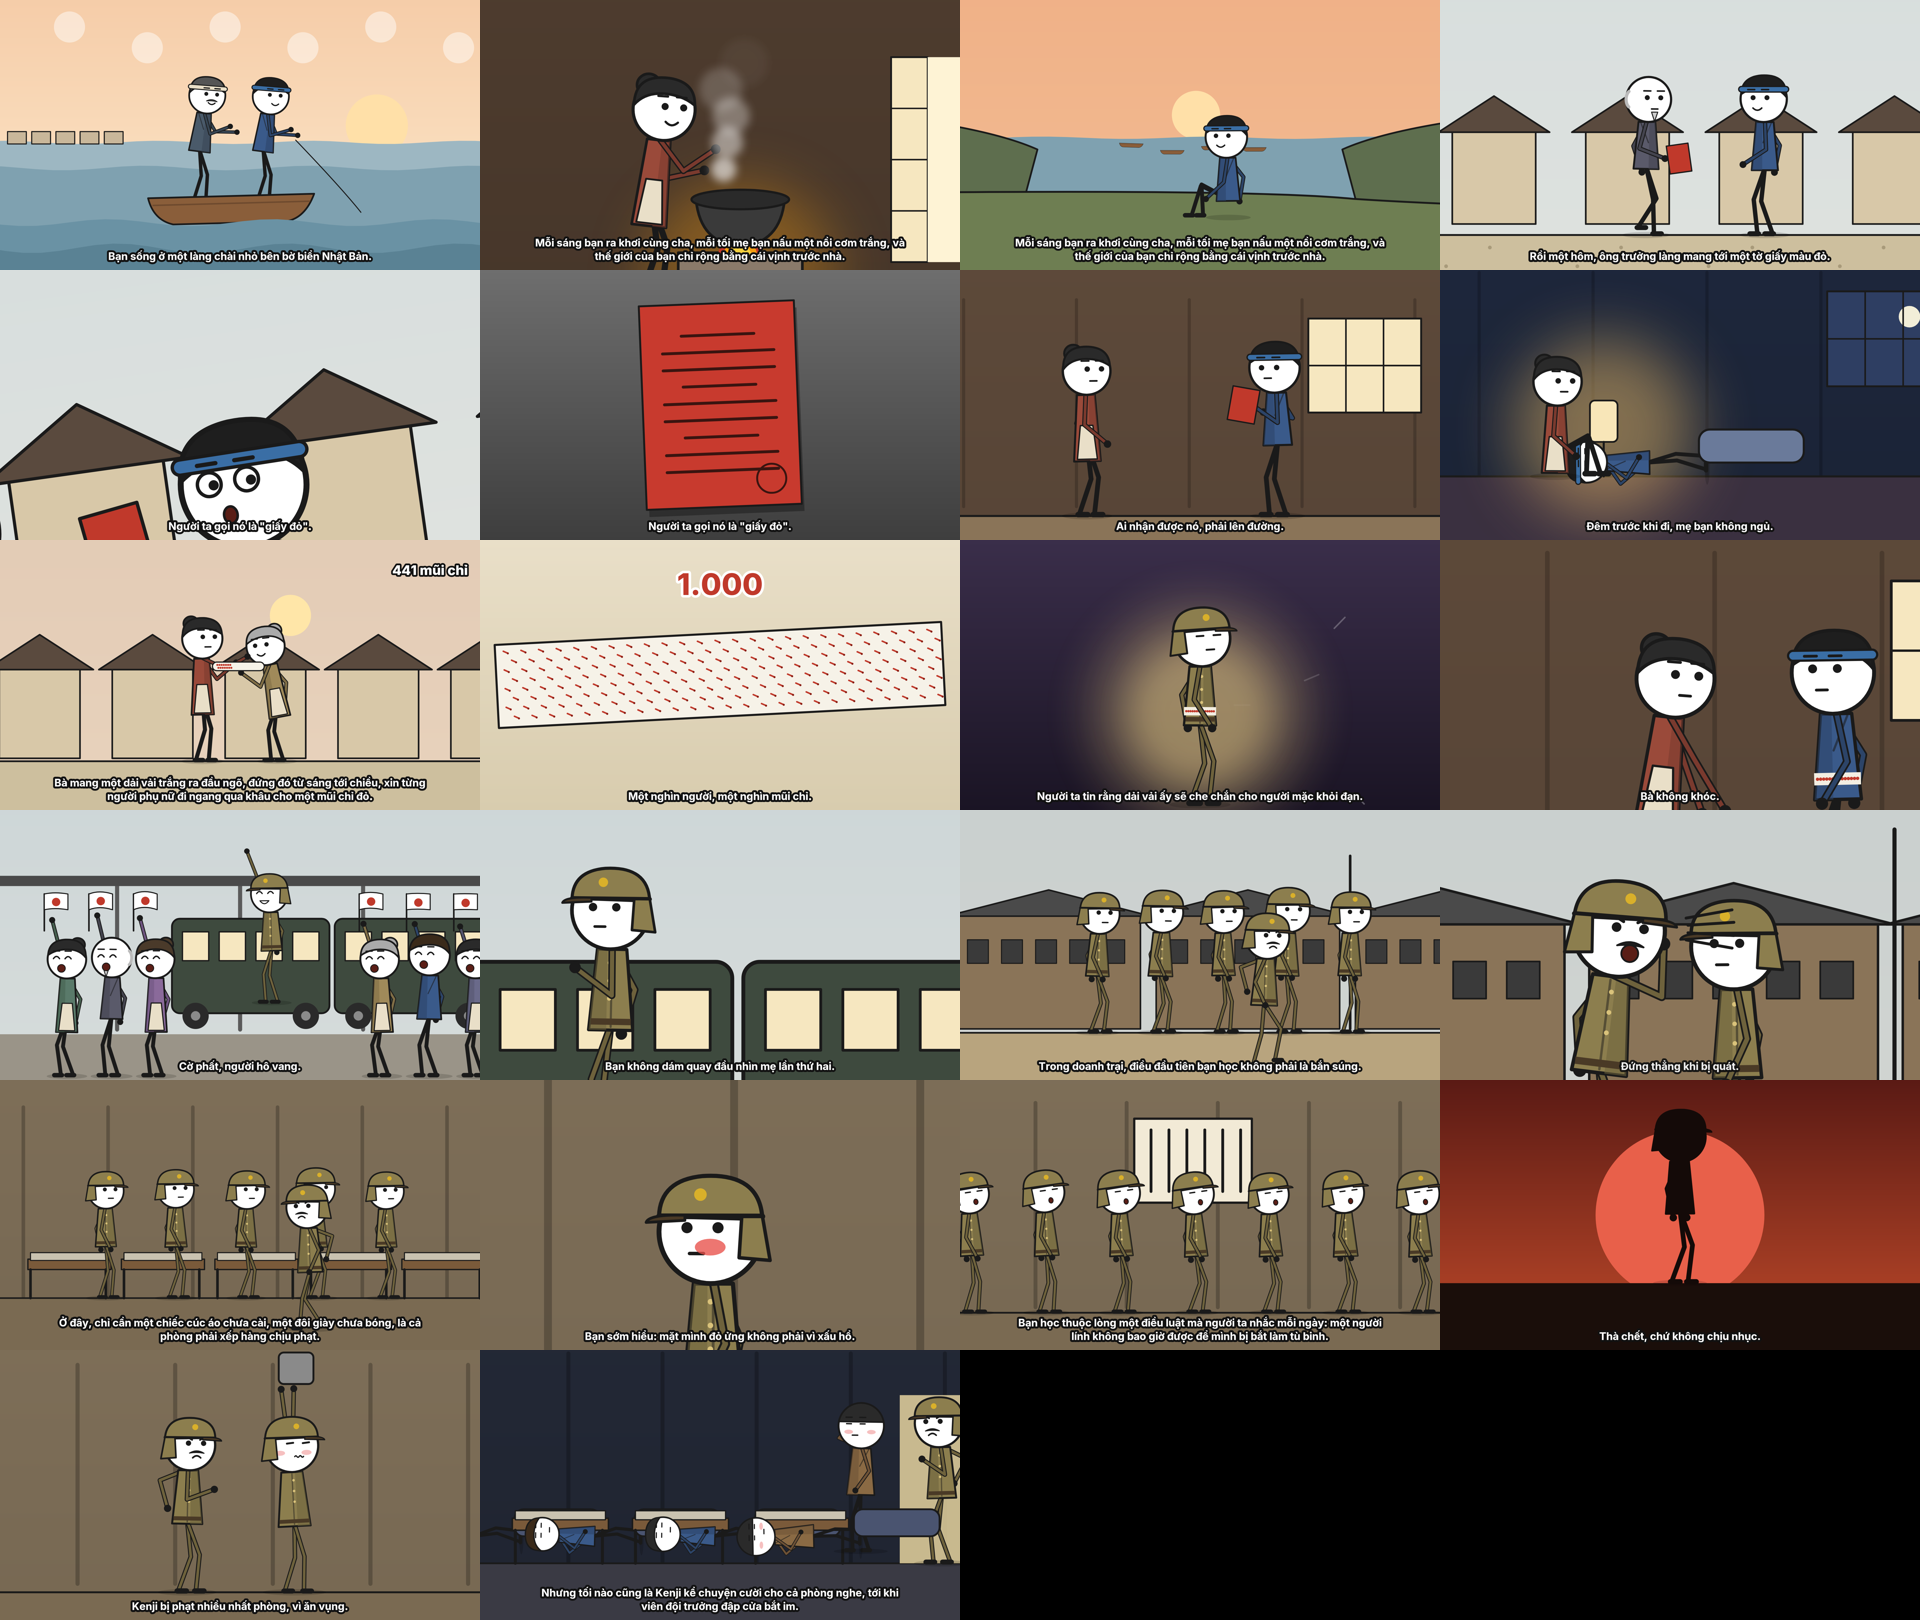 Bạn sống ở một làng chài nhỏ bên bờ biển Nhật Bản.
Mỗi sáng bạn ra khơi cùng cha, mỗi tối mẹ bạn nấu một nồi cơm trắng, và
thế giới của bạn chỉ rộng bằng cái vịnh trước nhà.
Mỗi sáng bạn ra khơi cùng cha, mỗi tối mẹ bạn nấu một nồi cơm trắng, và
thế giới của bạn chỉ rộng bằng cái vịnh trước nhà.
Rồi một hôm, ông trưởng làng mang tới một tờ giấy màu đỏ.
Người ta gọi nó là "giấy đỏ".
Người ta gọi nó là "giấy đỏ".
Ai nhận được nó, phải lên đường.
Đêm trước khi đi, mẹ bạn không ngủ.
441 mũi chỉ
Bà mang một dải vải trắng ra đầu ngõ, đứng đó từ sáng tới chiều, xin từng
người phụ nữ đi ngang qua khâu cho một mũi chỉ đỏ.
1.000
Một nghìn người, một nghìn mũi chỉ.
Người ta tin rằng dải vải ấy sẽ che chắn cho người mặc khỏi đạn.
Bà không khóc.
Cờ phất, người hô vang.
Bạn không dám quay đầu nhìn mẹ lần thứ hai.
Trong doanh trại, điều đầu tiên bạn học không phải là bắn súng.
Đứng thẳng khi bị quát.
Ở đây, chỉ cần một chiếc cúc áo chưa cài, một đôi giày chưa bóng, là cả
phòng phải xếp hàng chịu phạt.
Bạn sớm hiểu: mặt mình đỏ ửng không phải vì xấu hổ.
Bạn học thuộc lòng một điều luật mà người ta nhắc mỗi ngày: một người
lính không bao giờ được để mình bị bắt làm tù binh.
Thà chết, chứ không chịu nhục.
Kenji bị phạt nhiều nhất phòng, vì ăn vụng.
Nhưng tối nào cũng là Kenji kể chuyện cười cho cả phòng nghe, tới khi
viên đội trưởng đập cửa bắt im.